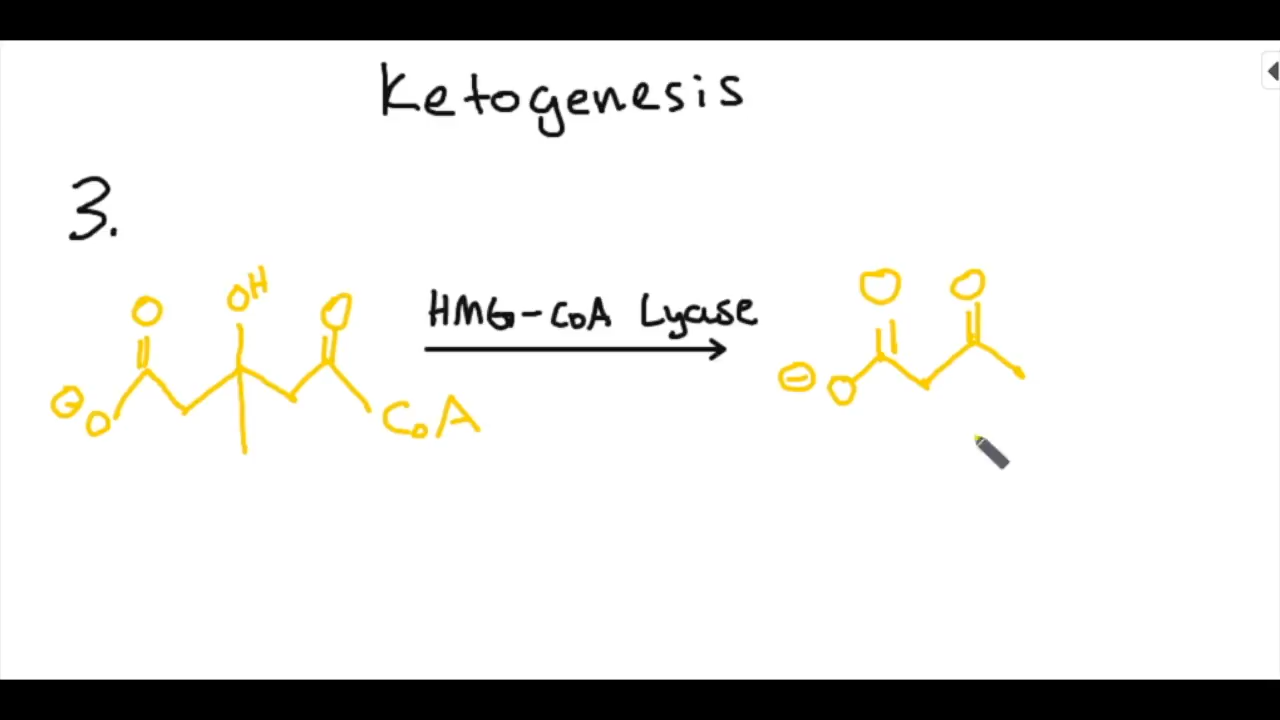 Ketogenesis
3.
HMG-CoA Lyase
O OH O
⊖ O CoA
O O
⊖ O